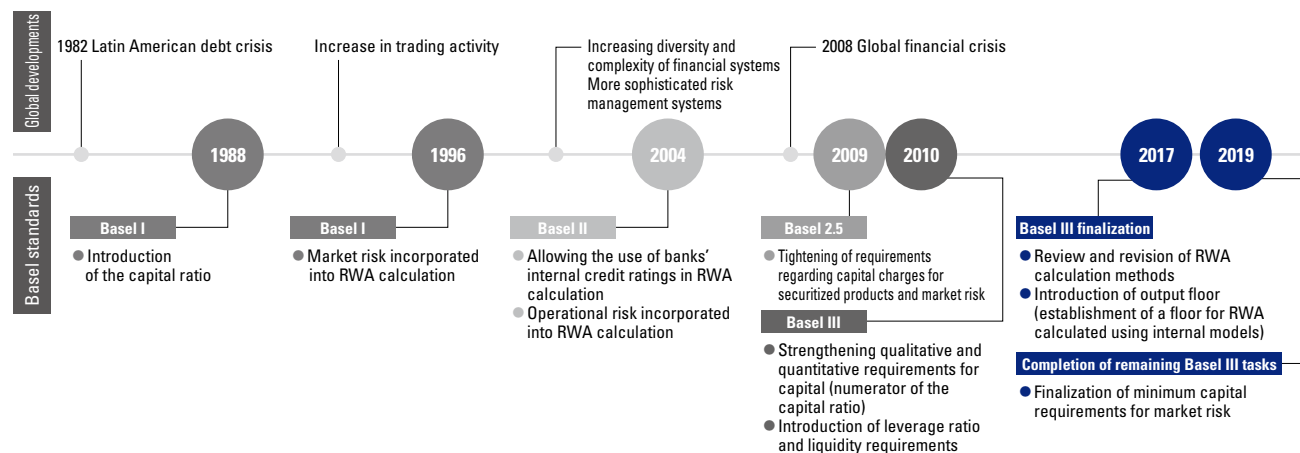 Global developments
1982 Latin American debt crisis
Increase in trading activity
Increasing diversity and
complexity of financial systems
More sophisticated risk
management systems
2008 Global financial crisis
1988
1996
2004
2009
2010
2017
2019
Basel standards
Basel I
● Introduction
of the capital ratio
Basel I
● Market risk incorporated
into RWA calculation
Basel II
● Allowing the use of banks'
internal credit ratings in RWA
calculation
● Operational risk incorporated
into RWA calculation
Basel 2.5
● Tightening of requirements
regarding capital charges for
securitized products and market risk
Basel III
● Strengthening qualitative and
quantitative requirements for
capital (numerator of the
capital ratio)
● Introduction of leverage ratio
and liquidity requirements
Basel III finalization
● Review and revision of RWA
calculation methods
● Introduction of output floor
(establishment of a floor for RWA
calculated using internal models)
Completion of remaining Basel III tasks
● Finalization of minimum capital
requirements for market risk